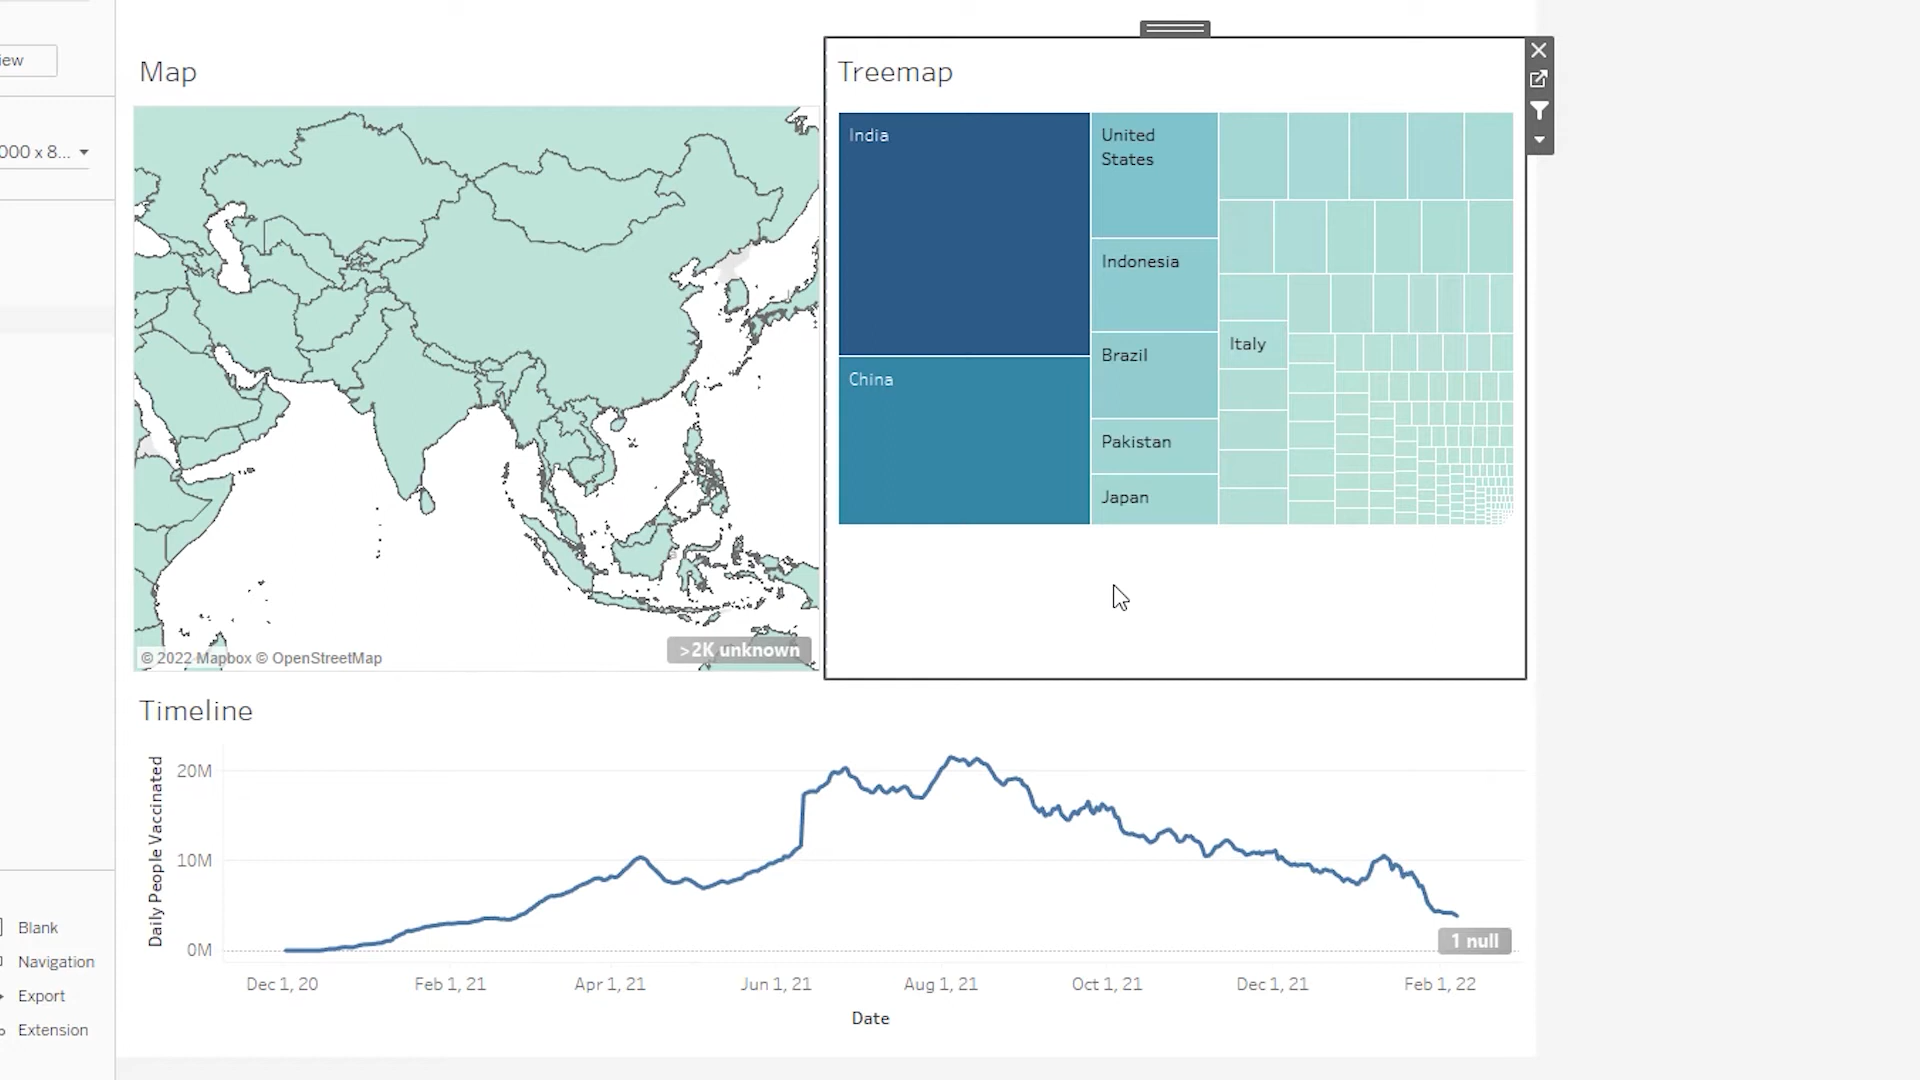 iew
000 x 8...
Map
Treemap
India
United
States
Indonesia
Brazil
Pakistan
Japan
Italy
China
© 2022 Mapbox © OpenStreetMap
>2K unknown
Timeline
Daily People Vaccinated
20M
10M
0M
1 null
Dec 1, 20
Feb 1, 21
Apr 1, 21
Jun 1, 21
Aug 1, 21
Oct 1, 21
Dec 1, 21
Feb 1, 22
Date
Blank
Navigation
Export
Extension